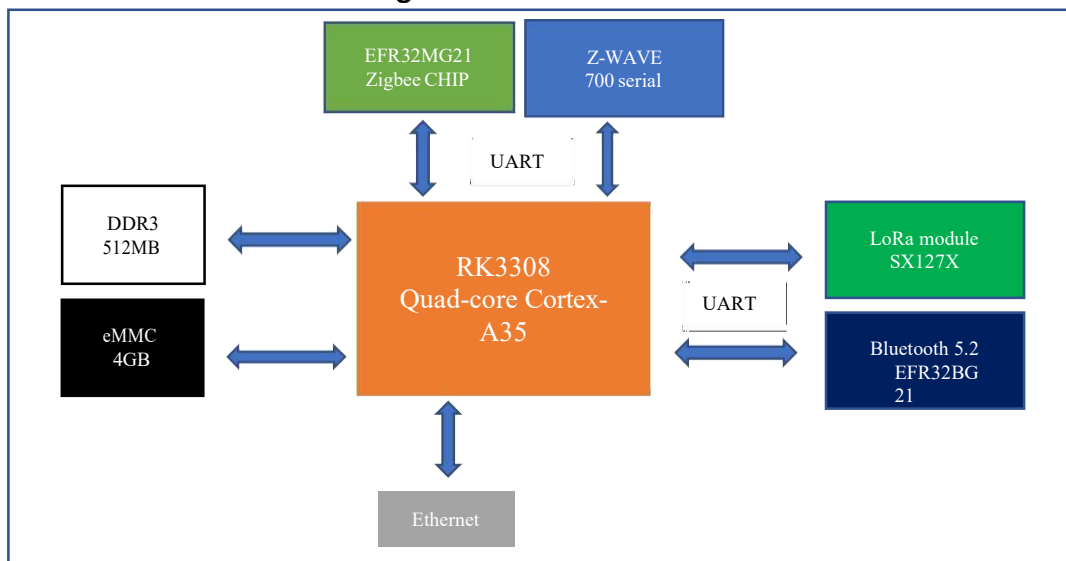 EFR32MG21
Zigbee CHIP
Z-WAVE
700 serial
UART
DDR3
512MB
RK3308
Quad-core Cortex-
A35
LoRa module
SX127X
UART
eMMC
4GB
Bluetooth 5.2
EFR32BG
21
Ethernet